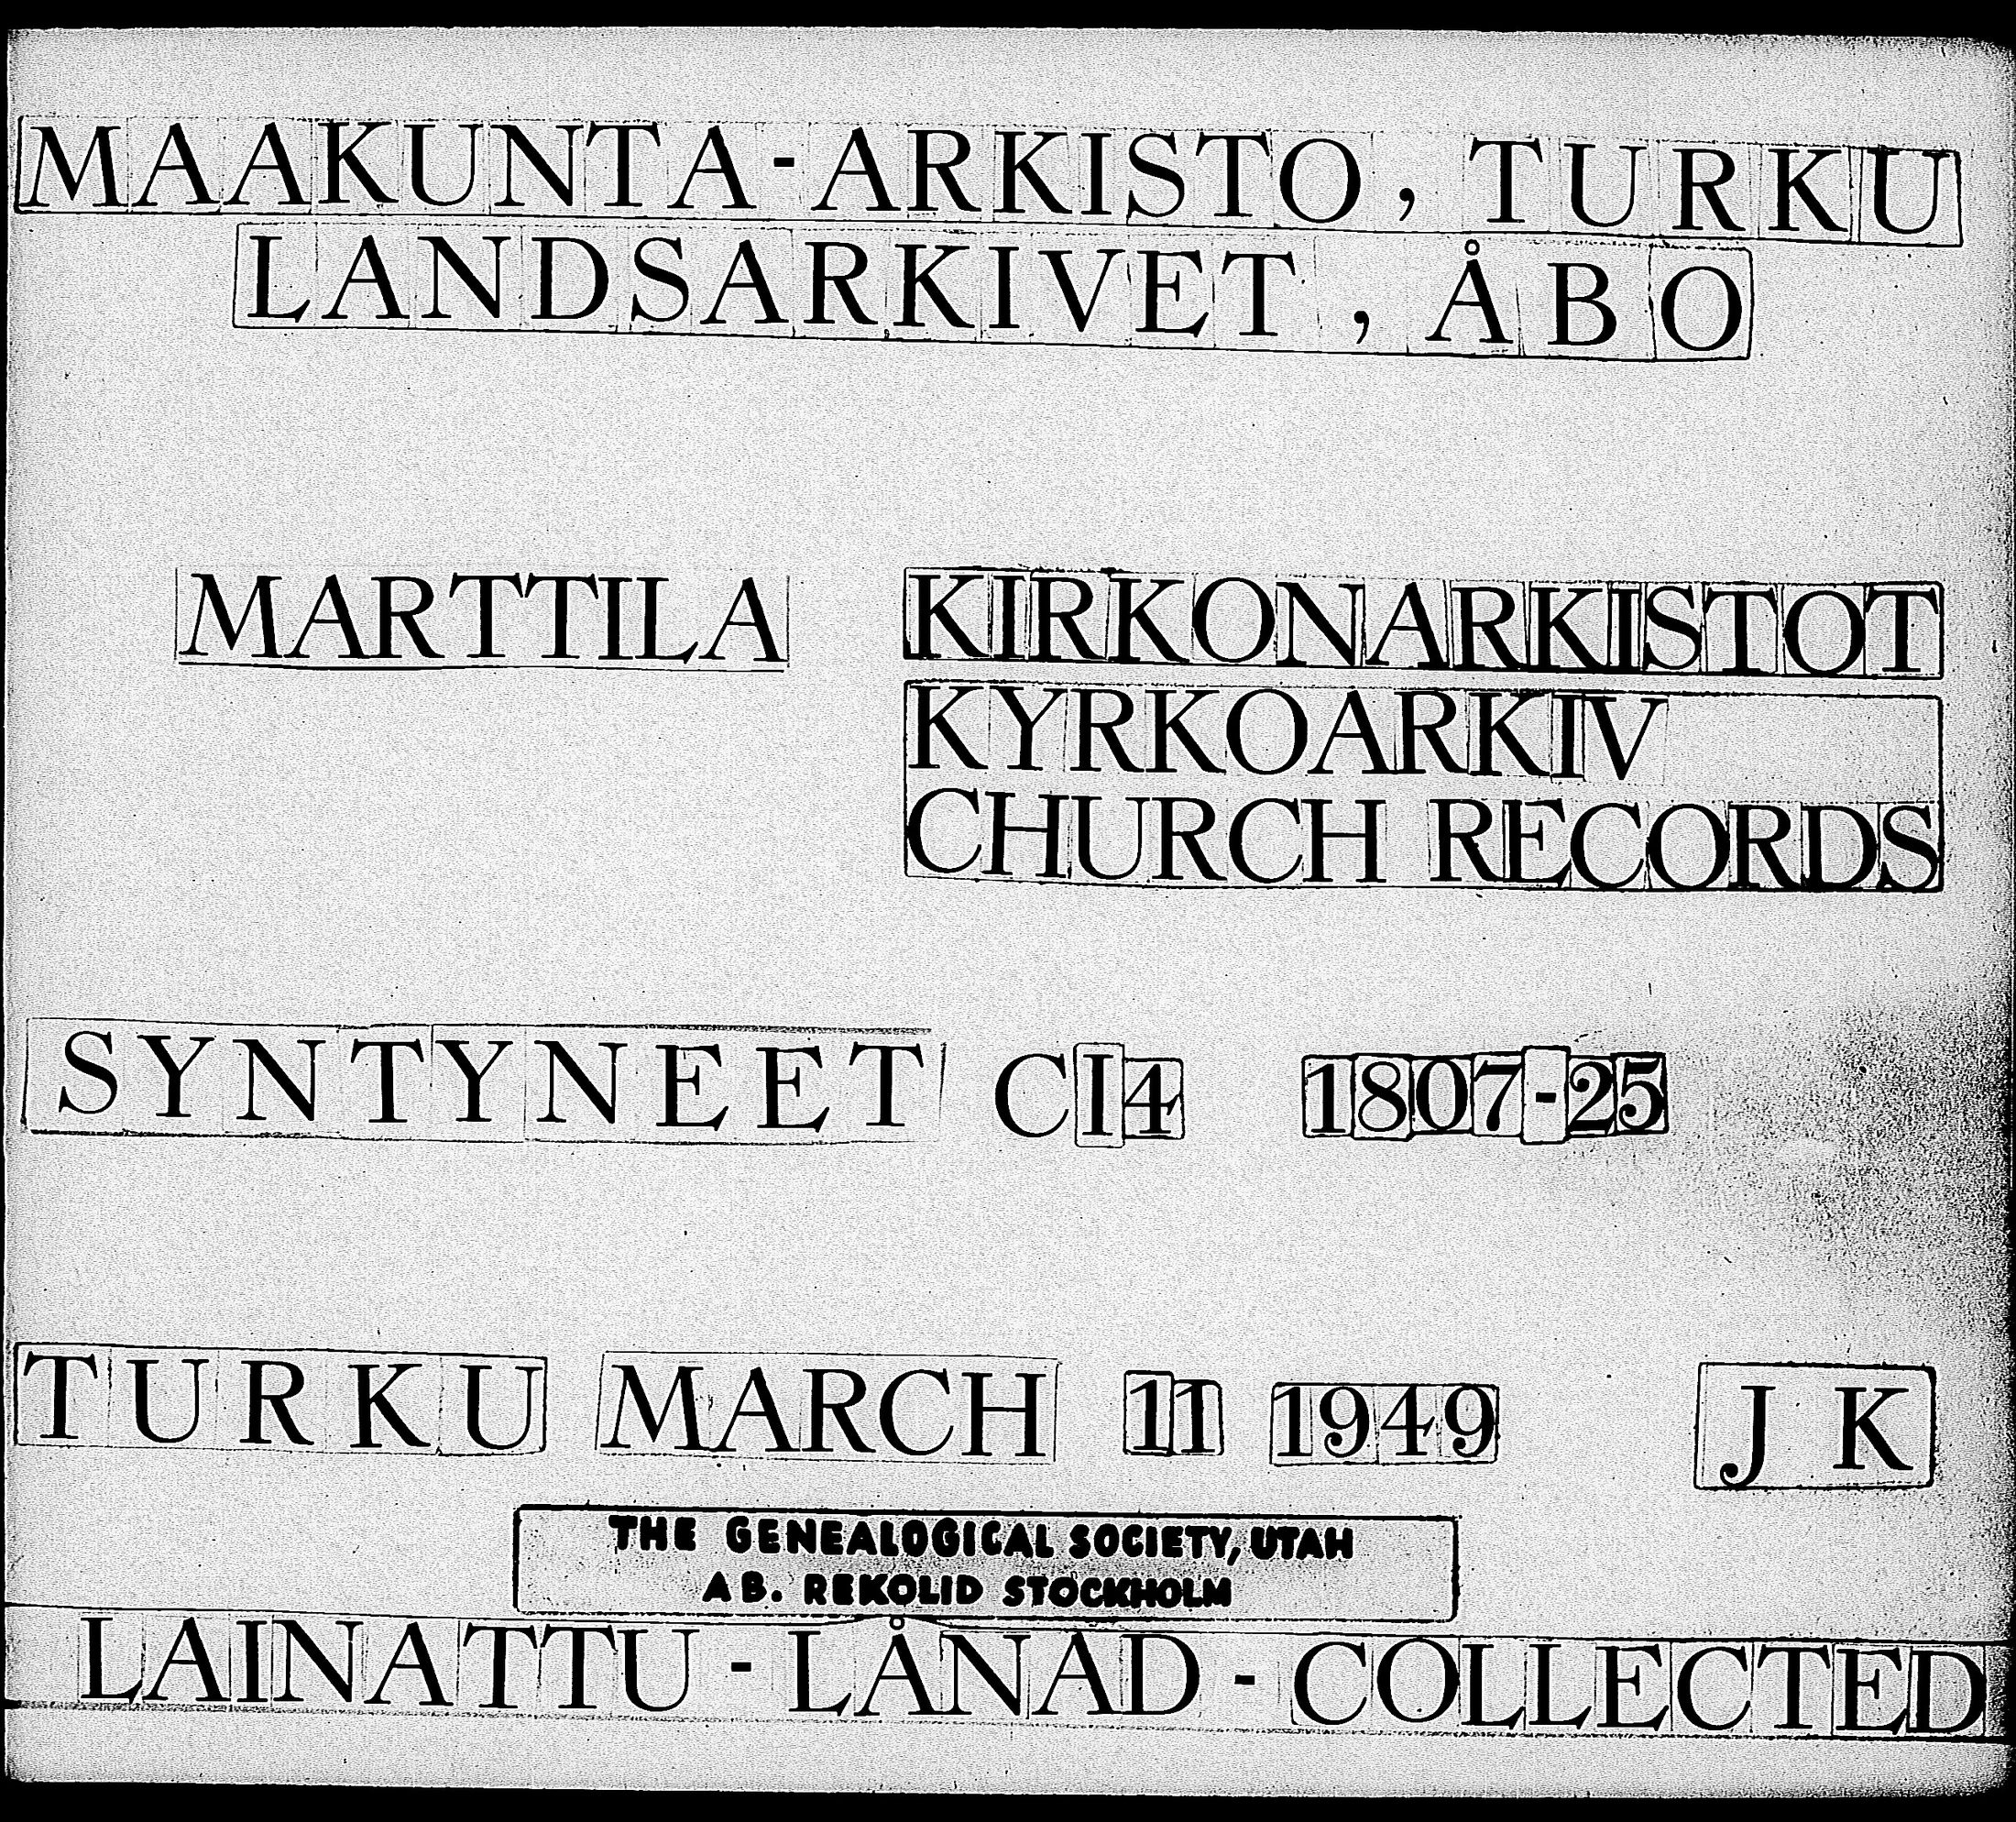 MAAKUNTA-ARKISTO, TURKU
LANDSARKIVET, ÅBO
MARTTILA KIRKONARKISTOT
KYRKOARKIV
CHURCH RECORDS
SYNTYNEET CI4 1807-25
TURKU MARCH 11 1949 J K
THE GENEALOGICAL SOCIETY, UTAH
AB. REKOLID STOCKHOLM
LAINATTU - LÅNAD - COLLECTED